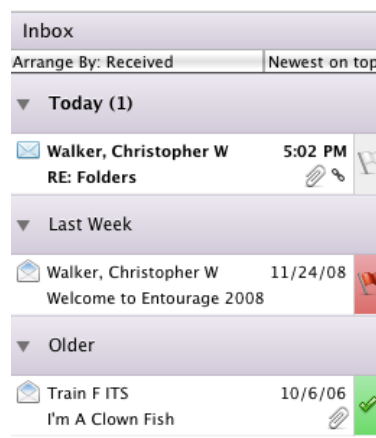 Inbox
Arrange By: Received Newest on top
Today (1)
Walker, Christopher W 5:02 PM
RE: Folders
Last Week
Walker, Christopher W 11/24/08
Welcome to Entourage 2008
Older
Train F ITS 10/6/06
I'm A Clown Fish